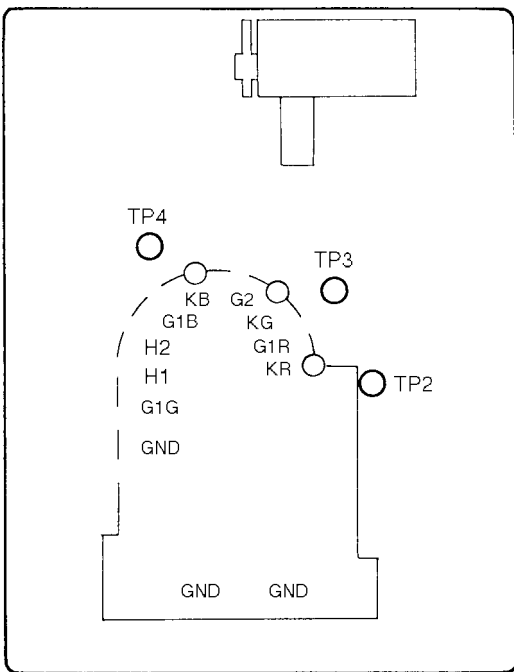 TP4
TP3
KB G2
G1B KG
H2 G1R
H1 KR TP2
G1G
GND
GND GND